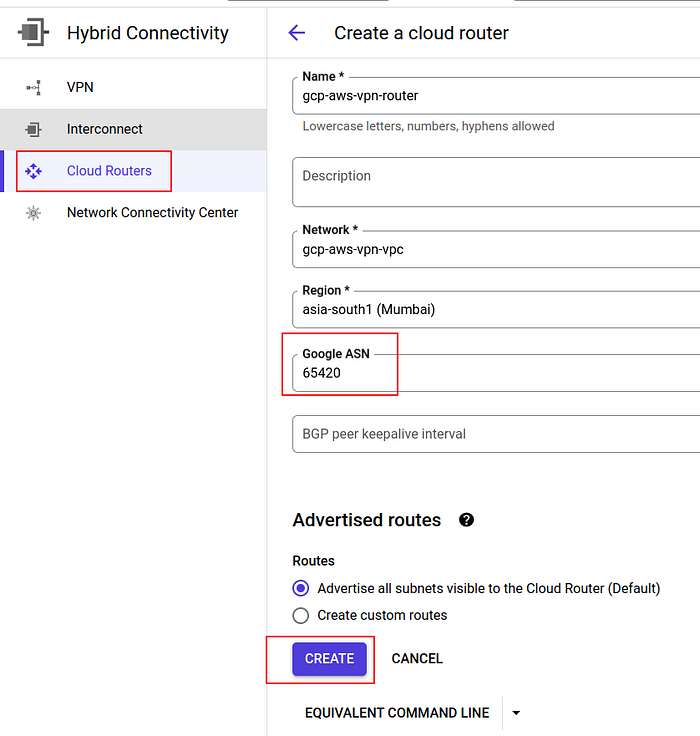 Hybrid Connectivity
Create a cloud router
VPN
Interconnect
Cloud Routers
Network Connectivity Center
Name *
gcp-aws-vpn-router
Lowercase letters, numbers, hyphens allowed
Description
Network *
gcp-aws-vpn-vpc
Region *
asia-south1 (Mumbai)
Google ASN
65420
BGP peer keepalive interval
Advertised routes ?
Routes
Advertise all subnets visible to the Cloud Router (Default)
Create custom routes
CREATE CANCEL
EQUIVALENT COMMAND LINE